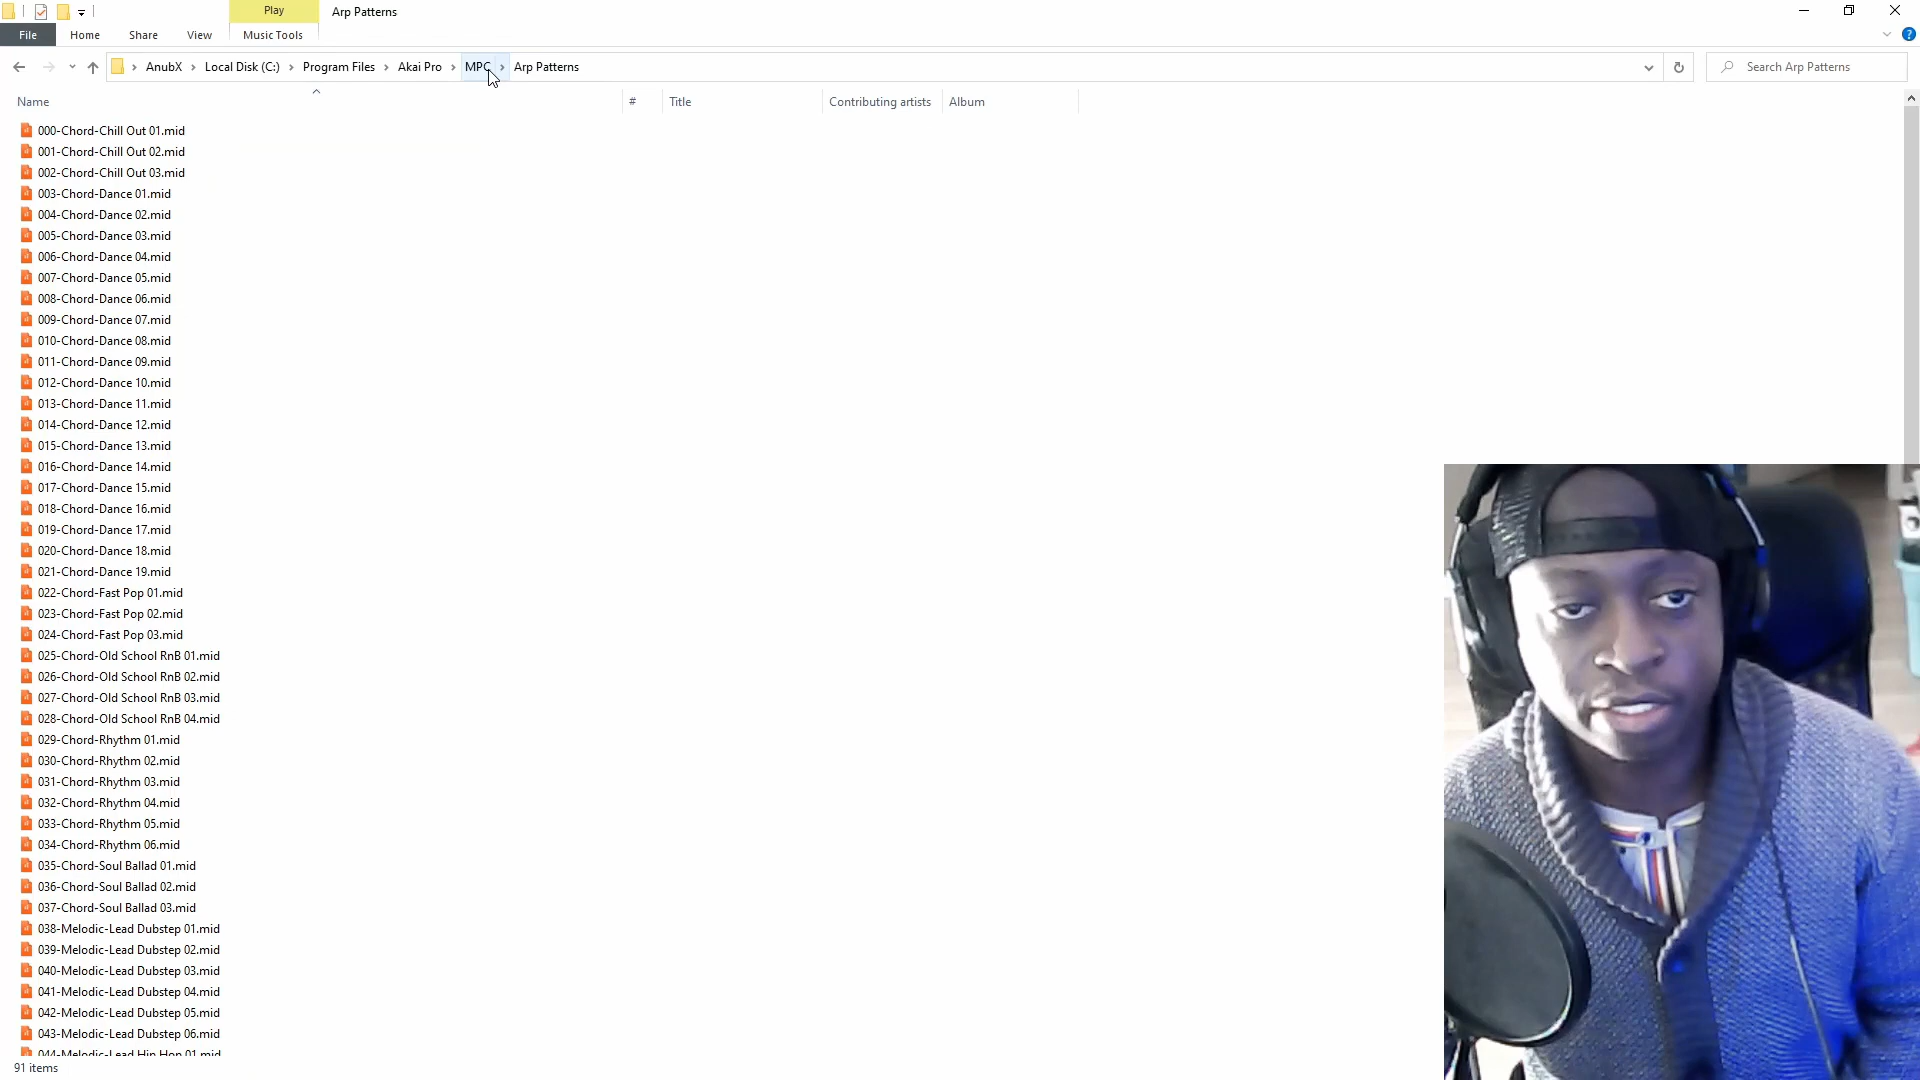 Play
Arp Patterns
File
Home
Share
View
Music Tools
AnubX
Local Disk (C:)
Program Files
Akai Pro
MPC
Arp Patterns
Search Arp Patterns
Name
#
Title
Contributing artists
Album
000-Chord-Chill Out 01.mid
001-Chord-Chill Out 02.mid
002-Chord-Chill Out 03.mid
003-Chord-Dance 01.mid
004-Chord-Dance 02.mid
005-Chord-Dance 03.mid
006-Chord-Dance 04.mid
007-Chord-Dance 05.mid
008-Chord-Dance 06.mid
009-Chord-Dance 07.mid
010-Chord-Dance 08.mid
011-Chord-Dance 09.mid
012-Chord-Dance 10.mid
013-Chord-Dance 11.mid
014-Chord-Dance 12.mid
015-Chord-Dance 13.mid
016-Chord-Dance 14.mid
017-Chord-Dance 15.mid
018-Chord-Dance 16.mid
019-Chord-Dance 17.mid
020-Chord-Dance 18.mid
021-Chord-Dance 19.mid
022-Chord-Fast Pop 01.mid
023-Chord-Fast Pop 02.mid
024-Chord-Fast Pop 03.mid
025-Chord-Old School RnB 01.mid
026-Chord-Old School RnB 02.mid
027-Chord-Old School RnB 03.mid
028-Chord-Old School RnB 04.mid
029-Chord-Rhythm 01.mid
030-Chord-Rhythm 02.mid
031-Chord-Rhythm 03.mid
032-Chord-Rhythm 04.mid
033-Chord-Rhythm 05.mid
034-Chord-Rhythm 06.mid
035-Chord-Soul Ballad 01.mid
036-Chord-Soul Ballad 02.mid
037-Chord-Soul Ballad 03.mid
038-Melodic-Lead Dubstep 01.mid
039-Melodic-Lead Dubstep 02.mid
040-Melodic-Lead Dubstep 03.mid
041-Melodic-Lead Dubstep 04.mid
042-Melodic-Lead Dubstep 05.mid
043-Melodic-Lead Dubstep 06.mid
044-Melodic-Lead Hip Hop 01.mid
91 items